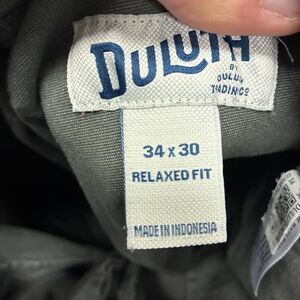 DULUTH
BY
DULUTH
TRADING CO
34 x 30
RELAXED FIT
MADE IN INDONESIA